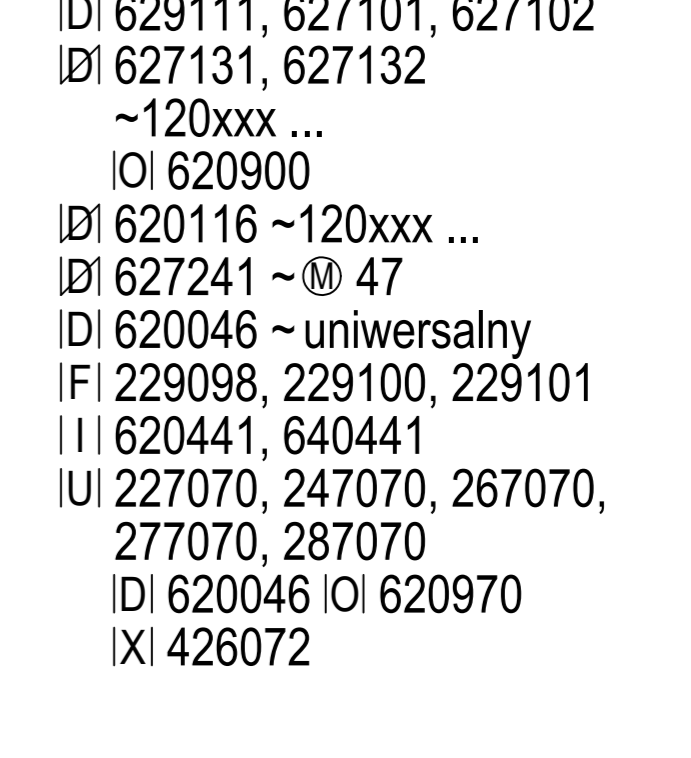 |D| 629111, 627101, 627102
|D̸| 627131, 627132
~120xxx ...
|O| 620900
|D̸| 620116 ~120xxx ...
|D̸| 627241 ~Ⓜ 47
|D| 620046 ~uniwersalny
|F| 229098, 229100, 229101
|I| 620441, 640441
|U| 227070, 247070, 267070,
277070, 287070
|D| 620046 |O| 620970
|X| 426072